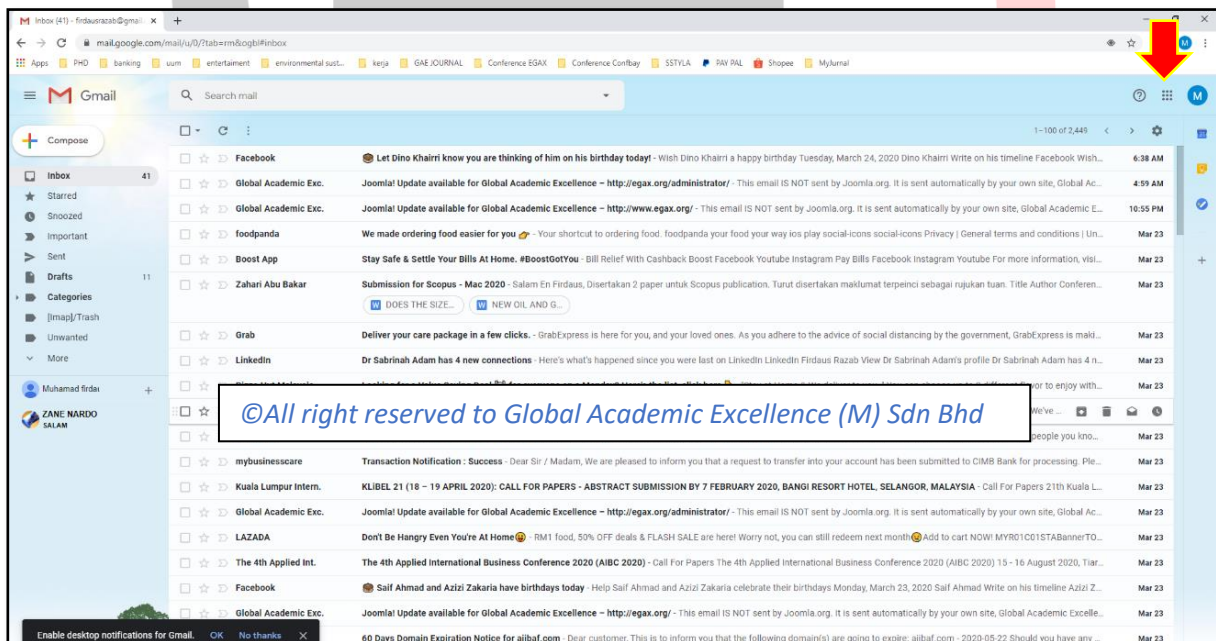 Inbox (41) - firdausrazab@gmai
mail.google.com/mail/u/0/?tab=rm&ogbl#inbox
M
Apps PHD banking uum entertaiment environmental sust... kerja GAE JOURNAL Conference EGAX Conference Confbay SSTYLA PAY PAL Shopee MyJurnal
Gmail
Search mail
M
Compose
1–100 of 2,449
Inbox 41
Starred
Snoozed
Important
Sent
Drafts 11
Categories
[Imap]/Trash
Unwanted
More
Muhamad firdau
ZANE NARDO
SALAM
Facebook Let Dino Khairri know you are thinking of him on his birthday today! - Wish Dino Khairri a happy birthday Tuesday, March 24, 2020 Dino Khairri Write on his timeline Facebook Wish... 6:38 AM
Global Academic Exc. Joomla! Update available for Global Academic Excellence – http://egax.org/administrator/ - This email IS NOT sent by Joomla.org. It is sent automatically by your own site, Global Ac... 4:59 AM
Global Academic Exc. Joomla! Update available for Global Academic Excellence – http://www.egax.org/ - This email IS NOT sent by Joomla.org. It is sent automatically by your own site, Global Academic E... 10:55 PM
foodpanda We made ordering food easier for you 👉 - Your shortcut to ordering food. foodpanda your food your way ios play social-icons social-icons Privacy | General terms and conditions | Un... Mar 23
Boost App Stay Safe & Settle Your Bills At Home. #BoostGotYou - Bill Relief With Cashback Boost Facebook Youtube Instagram Pay Bills Facebook Instagram Youtube For more information, visi... Mar 23
Zahari Abu Bakar Submission for Scopus - Mac 2020 - Salam En Firdaus, Disertakan 2 paper untuk Scopus publication. Turut disertakan maklumat terpeinci sebagai rujukan tuan. Title Author Conferen... Mar 23
W DOES THE SIZE... W NEW OIL AND G...
Grab Deliver your care package in a few clicks. - GrabExpress is here for you, and your loved ones. As you adhere to the advice of social distancing by the government, GrabExpress is maki... Mar 23
LinkedIn Dr Sabrinah Adam has 4 new connections - Here's what's happened since you were last on LinkedIn LinkedIn Firdaus Razab View Dr Sabrinah Adam's profile Dr Sabrinah Adam has 4 n... Mar 23
vor to enjoy with... Mar 23
©All right reserved to Global Academic Excellence (M) Sdn Bhd
We've ...
people you kno... Mar 23
mybusinesscare Transaction Notification : Success - Dear Sir / Madam, We are pleased to inform you that a request to transfer into your account has been submitted to CIMB Bank for processing. Ple... Mar 23
Kuala Lumpur Intern. KLiBEL 21 (18 – 19 APRIL 2020): CALL FOR PAPERS - ABSTRACT SUBMISSION BY 7 FEBRUARY 2020, BANGI RESORT HOTEL, SELANGOR, MALAYSIA - Call For Papers 21th Kuala L... Mar 23
Global Academic Exc. Joomla! Update available for Global Academic Excellence – http://egax.org/administrator/ - This email IS NOT sent by Joomla.org. It is sent automatically by your own site, Global Ac... Mar 23
LAZADA Don't Be Hangry Even You're At Home - RM1 food, 50% OFF deals & FLASH SALE are here! Worry not, you can still redeem next month Add to cart NOW! MYR01C01STABannerTO... Mar 23
The 4th Applied Int. The 4th Applied International Business Conference 2020 (AIBC 2020) - Call For Papers The 4th Applied International Business Conference 2020 (AIBC 2020) 15 - 16 August 2020, Tiar... Mar 23
Facebook Saif Ahmad and Azizi Zakaria have birthdays today - Help Saif Ahmad and Azizi Zakaria celebrate their birthdays Monday, March 23, 2020 Saif Ahmad Write on his timeline Azizi Z... Mar 23
Global Academic Exc. Joomla! Update available for Global Academic Excellence – http://egax.org/ - This email IS NOT sent by Joomla.org. It is sent automatically by your own site, Global Academic Excelle... Mar 23
60 Days Domain Expiration Notice for aijbaf.com - Dear customer, This is to inform you that the following domain(s) are going to expire: aijbaf.com - 2020-05-22 Should you have any ... Mar 23
Enable desktop notifications for Gmail. OK No thanks